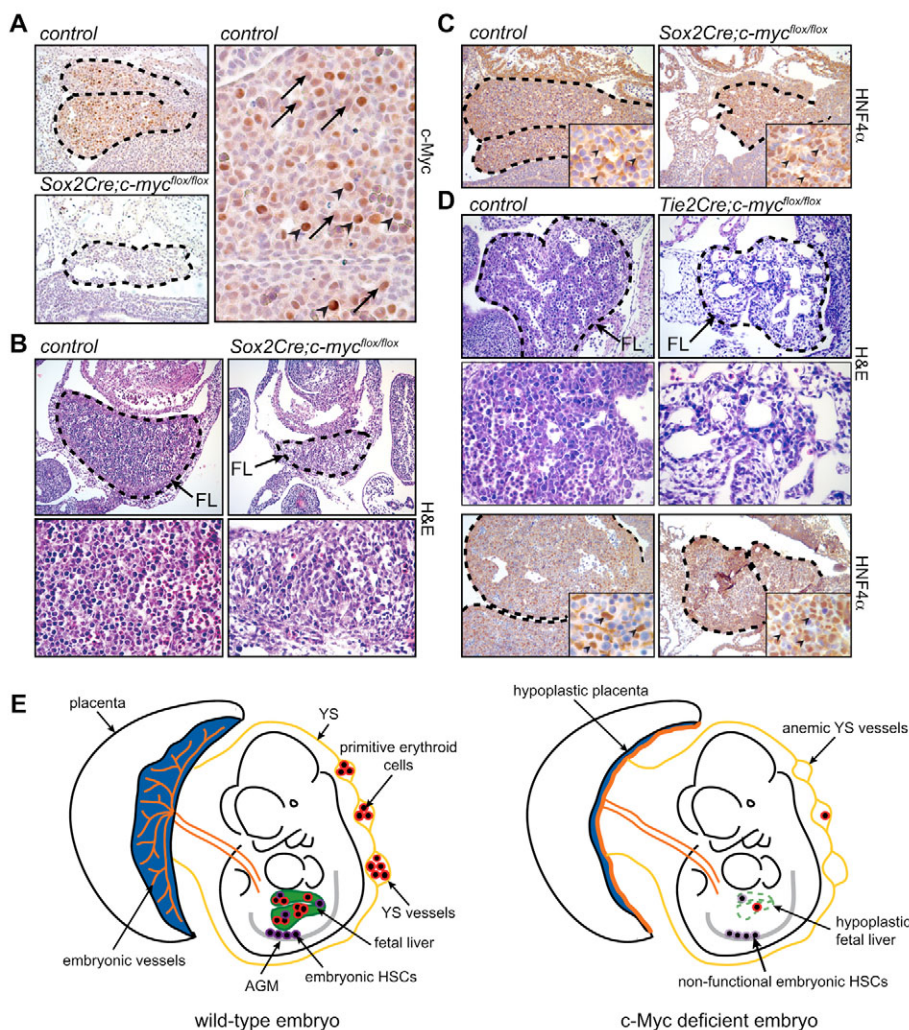 A
control
control
c-Myc
Sox2Cre;c-myc^flox/flox
B
control
Sox2Cre;c-myc^flox/flox
FL
FL
H&E
C
control
Sox2Cre;c-myc^flox/flox
HNF4α
D
control
Tie2Cre;c-myc^flox/flox
FL
FL
H&E
HNF4α
E
placenta
YS
primitive erythroid
cells
YS vessels
fetal liver
embryonic HSCs
AGM
embryonic vessels
wild-type embryo
hypoplastic placenta
anemic YS vessels
hypoplastic
fetal liver
non-functional embryonic HSCs
c-Myc deficient embryo